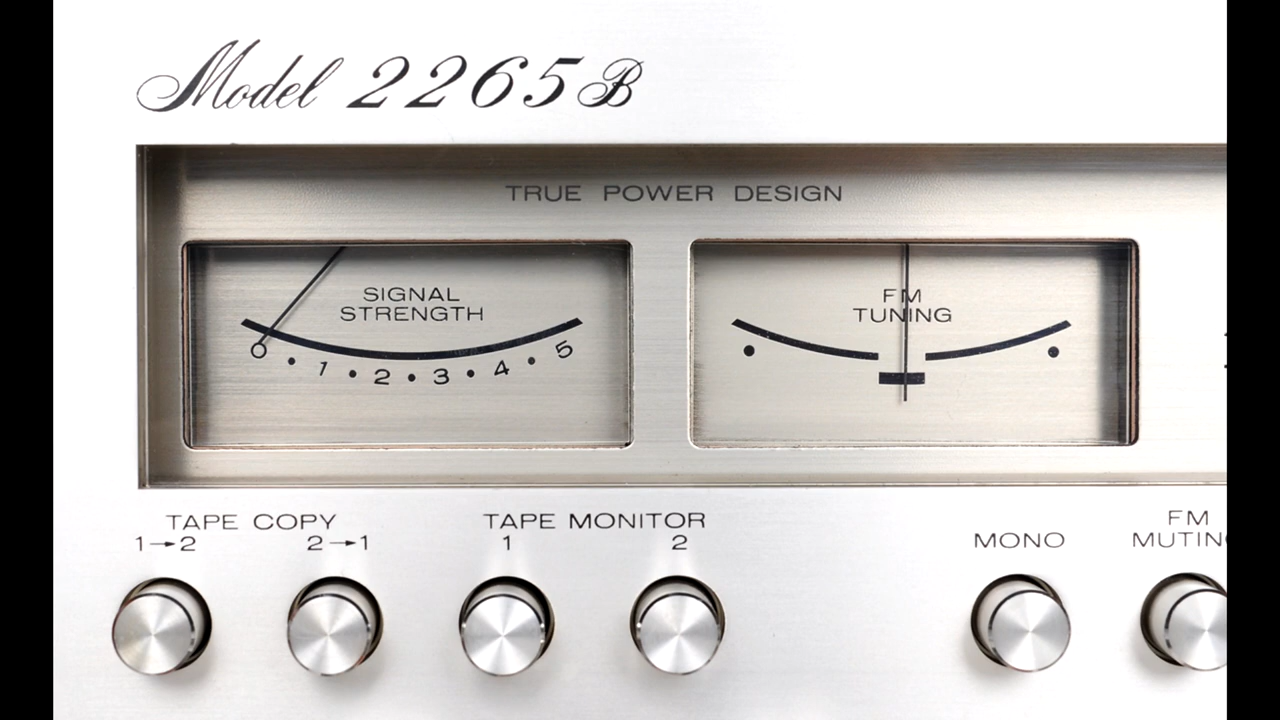 Model 2265B
TRUE POWER DESIGN
SIGNAL
STRENGTH
0 • 1 • 2 • 3 • 4 • 5
FM
TUNING
TAPE COPY
1→2 2→1
TAPE MONITOR
1 2
MONO
FM
MUTING